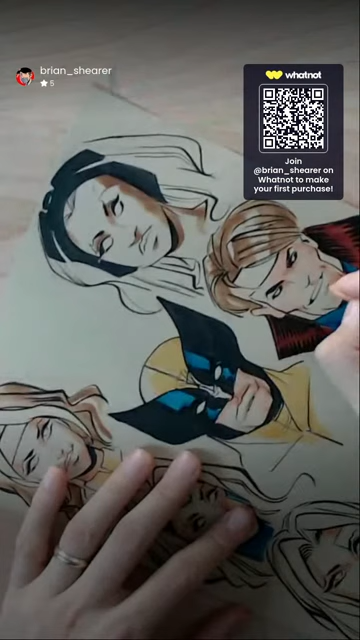 brian_shearer
★ 5
whatnot
Join
@brian_shearer on
Whatnot to make
your first purchase!